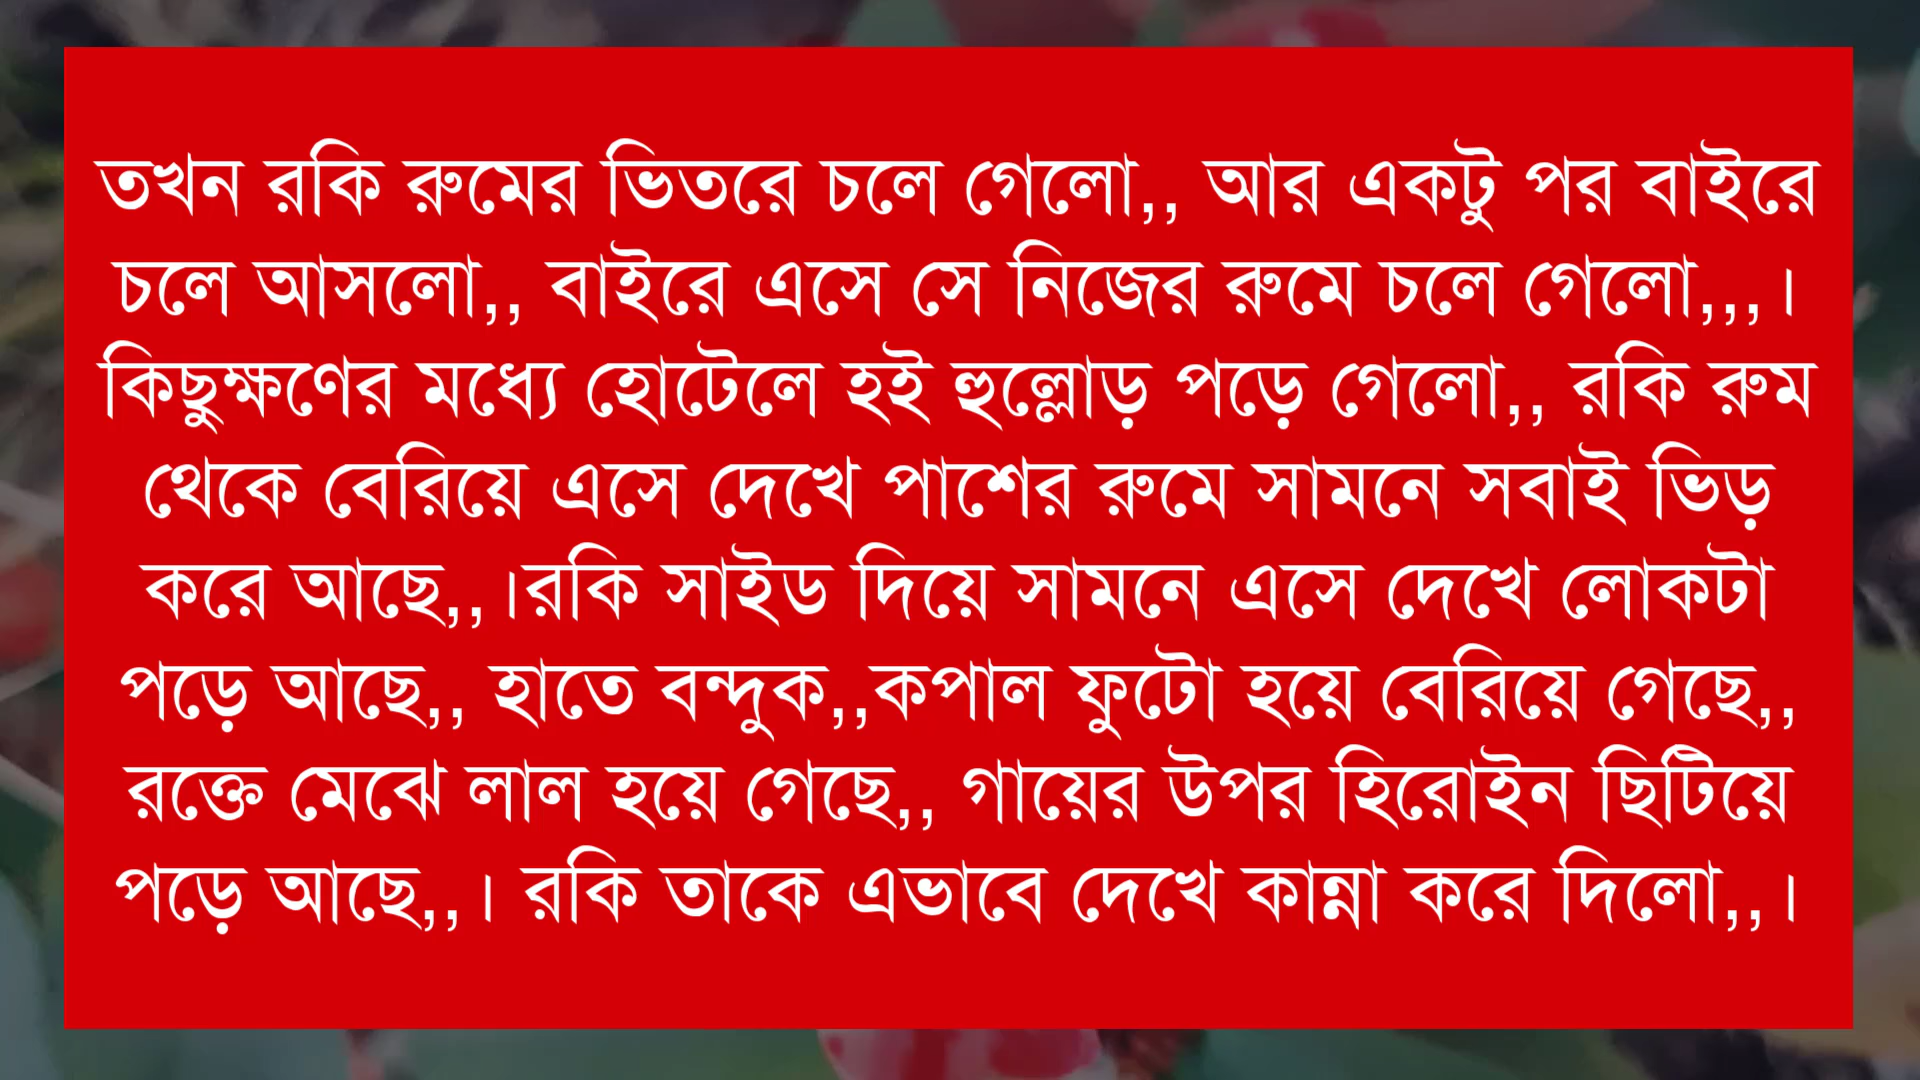 তখন রকি রুমের ভিতরে চলে গেলো,, আর একটু পর বাইরে
চলে আসলো,, বাইরে এসে সে নিজের রুমে চলে গেলো,,,।
কিছুক্ষণের মধ্যে হোটেলে হই হুল্লোড় পড়ে গেলো,, রকি রুম
থেকে বেরিয়ে এসে দেখে পাশের রুমে সামনে সবাই ভিড়
করে আছে,,।রকি সাইড দিয়ে সামনে এসে দেখে লোকটা
পড়ে আছে,, হাতে বন্দুক,,কপাল ফুটো হয়ে বেরিয়ে গেছে,,
রক্তে মেঝে লাল হয়ে গেছে,, গায়ের উপর হিরোইন ছিটিয়ে
পড়ে আছে,,। রকি তাকে এভাবে দেখে কান্না করে দিলো,,।